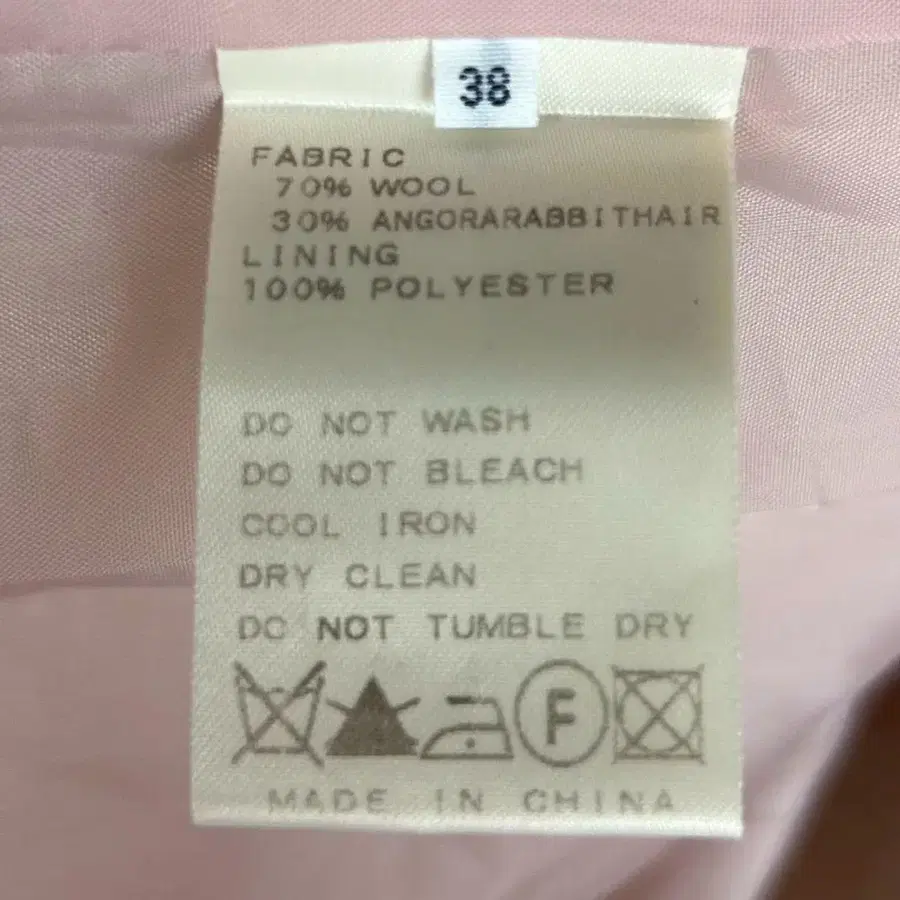 38
FABRIC
70% WOOL
30% ANGORARABBITHAIR
LINING
100% POLYESTER
DO NOT WASH
DO NOT BLEACH
COOL IRON
DRY CLEAN
DO NOT TUMBLE DRY
F
MADE IN CHINA